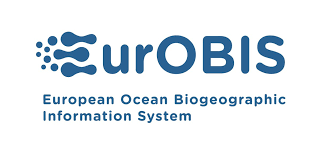 EurOBIS
European Ocean Biogeographic
Information System